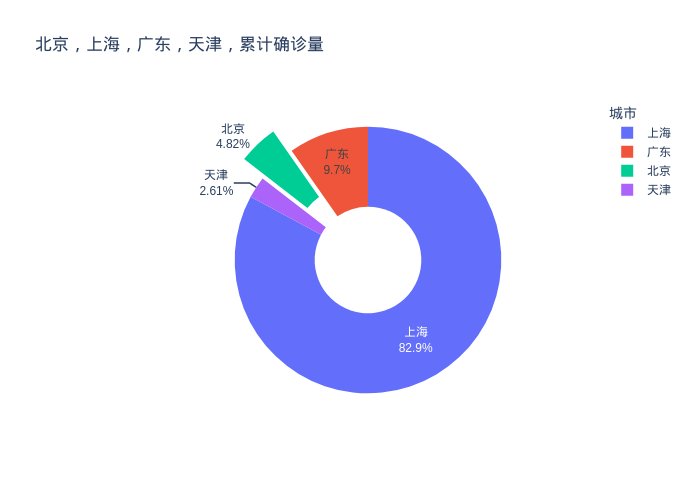 北京，上海，广东，天津，累计确诊量
城市
上海
广东
北京
天津
北京
4.82%
广东
9.7%
天津
2.61%
上海
82.9%